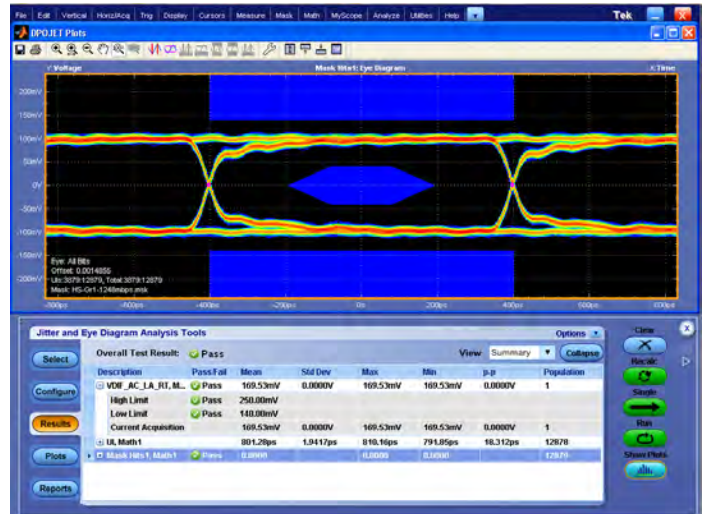 File Edit Vertical Horiz/Acq Trig Display Cursors Measure Mask Math MyScope Analyze Utilities Help Tek
DPOJET Plots
Y:Voltage Mask Hits1: Eye Diagram X:Time
200mV
150mV
100mV
50mV
0V
-50mV
-100mV
-150mV
-200mV
Eye: All Bits
Offset: 0.0014855
UIs:3879:12879, Total:3879:12879
Mask: HS-Gr1-1248mbps.msk
-800ps -600ps -400ps -200ps 0s 200ps 400ps 600ps
Jitter and Eye Diagram Analysis Tools Options Clear X
Select Overall Test Result: Pass View Summary Collapse
Recalc
Description Pass/Fail Mean Std Dev Max Min p-p Population
Configure VDIF_AC_LA_RT, M... Pass 169.53mV 0.0000V 169.53mV 169.53mV 0.0000V 1
Single
High Limit Pass 250.00mV
Low Limit Pass 140.00mV
Results Current Acquisition 169.53mV 0.0000V 169.53mV 169.53mV 0.0000V 1
Run
UI, Math1 801.28ps 1.9417ps 810.16ps 791.85ps 18.312ps 12878
Plots Mask Hits1, Math1 Pass 0.0000 0.0000 0.0000 12879
Show Plots
Reports